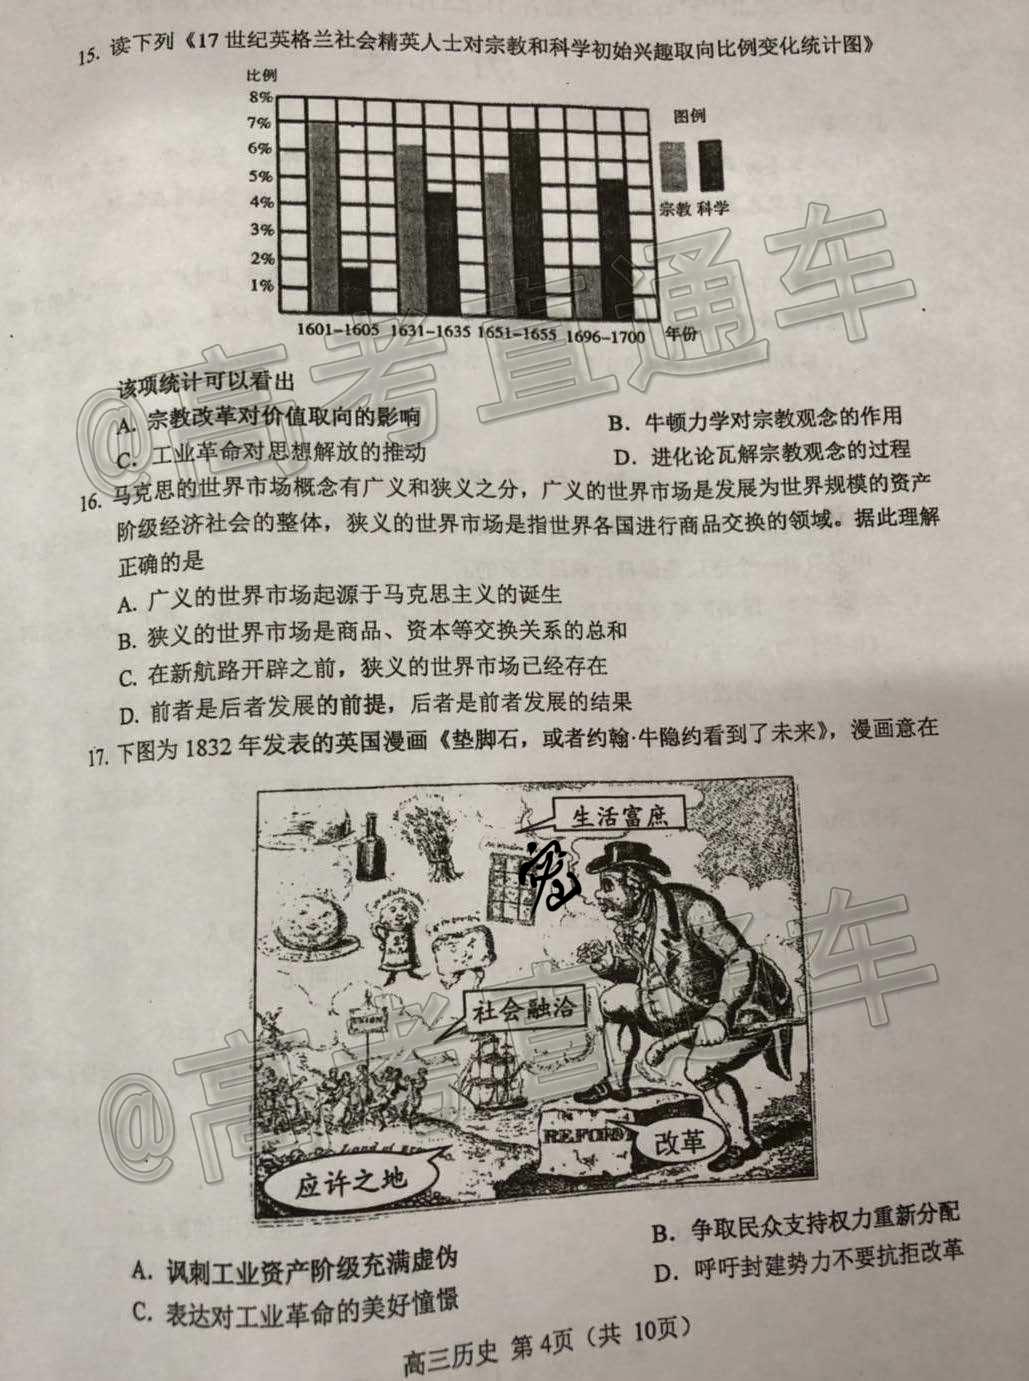 15. 读下列《17世纪英格兰社会精英人士对宗教和科学初始兴趣取向比例变化统计图》
比例
8%
7%
6%
5%
4%
3%
2%
1%
图例
宗教 科学
1601-1605 1631-1635 1651-1655 1696-1700 年份
该项统计可以看出
A. 宗教改革对价值取向的影响
B. 牛顿力学对宗教观念的作用
C. 工业革命对思想解放的推动
D. 进化论瓦解宗教观念的过程
16. 马克思的世界市场概念有广义和狭义之分，广义的世界市场是发展为世界规模的资产
阶级经济社会的整体，狭义的世界市场是指世界各国进行商品交换的领域。据此理解
正确的是
A. 广义的世界市场起源于马克思主义的诞生
B. 狭义的世界市场是商品、资本等交换关系的总和
C. 在新航路开辟之前，狭义的世界市场已经存在
D. 前者是后者发展的前提，后者是前者发展的结果
17. 下图为1832年发表的英国漫画《垫脚石，或者约翰·牛隐约看到了未来》，漫画意在
生活富庶
社会融洽
UNION
REFORM
改革
Land of
应许之地
A. 讽刺工业资产阶级充满虚伪
B. 争取民众支持权力重新分配
C. 表达对工业革命的美好憧憬
D. 呼吁封建势力不要抗拒改革
高三历史 第4页（共 10页）
@高考直通车
@高考直通车